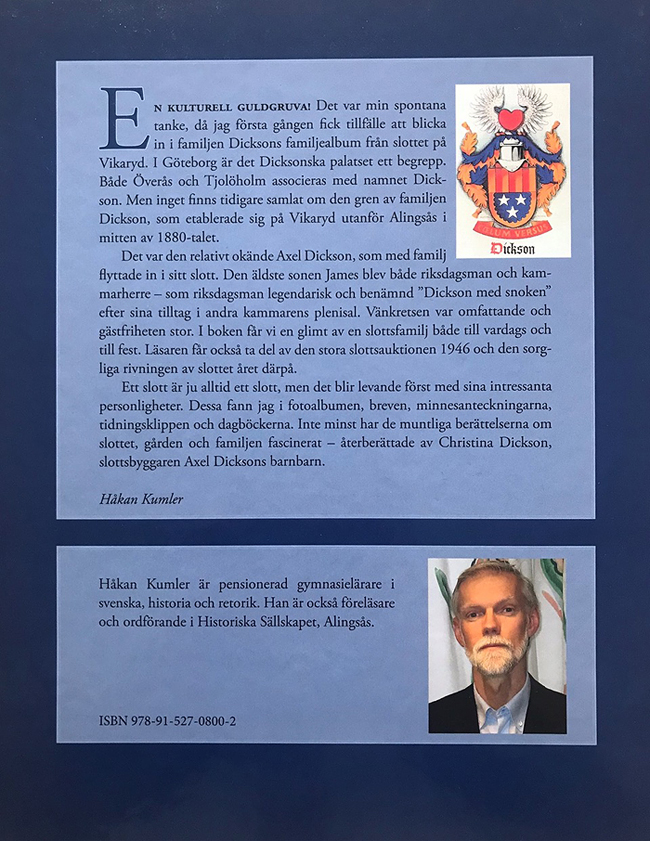 EN KULTURELL GULDGRUVA! Det var min spontana
tanke, då jag första gången fick tillfälle att blicka
in i familjen Dicksons familjealbum från slottet på
Vikaryd. I Göteborg är det Dicksonska palatset ett begrepp.
Både Överås och Tjolöholm associeras med namnet Dick-
son. Men inget finns tidigare samlat om den gren av familjen
Dickson, som etablerade sig på Vikaryd utanför Alingsås i
mitten av 1880-talet.
Det var den relativt okände Axel Dickson, som med familj
flyttade in i sitt slott. Den äldste sonen James blev både riksdagsman och kam-
marherre – som riksdagsman legendarisk och benämnd ”Dickson med snoken”
efter sina tilltag i andra kammarens plenisal. Vänkretsen var omfattande och
gästfriheten stor. I boken får vi en glimt av en slottsfamilj både till vardags och
till fest. Läsaren får också ta del av den stora slottsauktionen 1946 och den sorg-
liga rivningen av slottet året därpå.
Ett slott är ju alltid ett slott, men det blir levande först med sina intressanta
personligheter. Dessa fann jag i fotoalbumen, breven, minnesanteckningarna,
tidningsklippen och dagböckerna. Inte minst har de muntliga berättelserna om
slottet, gården och familjen fascinerat – återberättade av Christina Dickson,
slottsbyggaren Axel Dicksons barnbarn.
Håkan Kumler
VERSUS
Dickson
Håkan Kumler är pensionerad gymnasielärare i
svenska, historia och retorik. Han är också föreläsare
och ordförande i Historiska Sällskapet, Alingsås.
ISBN 978-91-527-0800-2